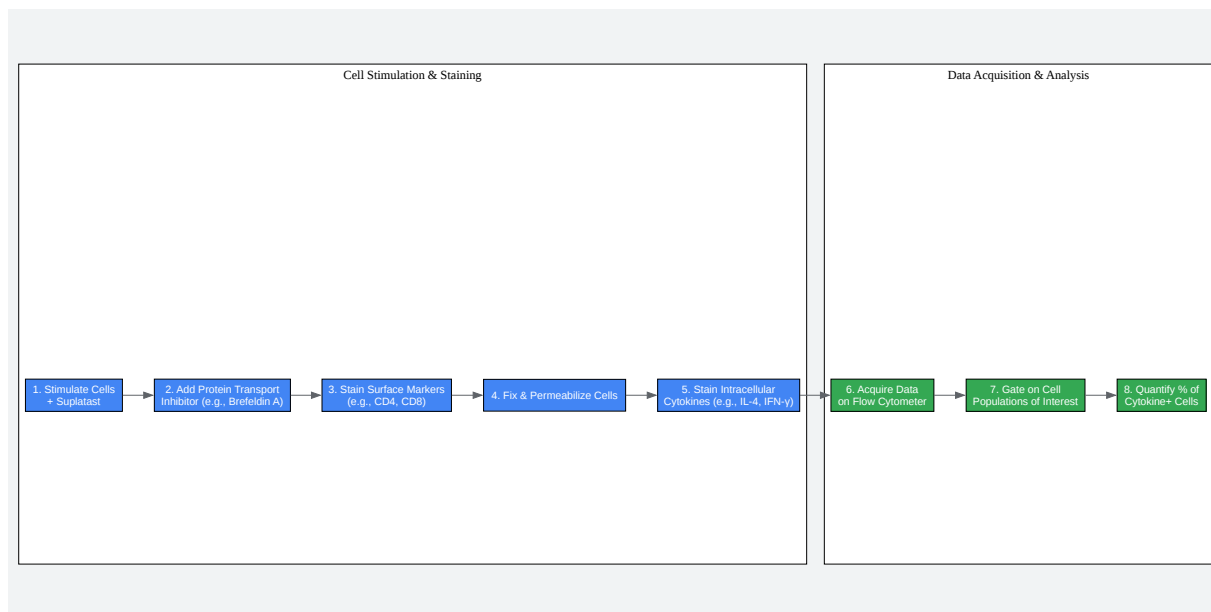 Cell Stimulation & Staining
1. Stimulate Cells
+ Suplatast
2. Add Protein Transport
Inhibitor (e.g., Brefeldin A)
3. Stain Surface Markers
(e.g., CD4, CD8)
4. Fix & Permeabilize Cells
5. Stain Intracellular
Cytokines (e.g., IL-4, IFN-γ)
Data Acquisition & Analysis
6. Acquire Data
on Flow Cytometer
7. Gate on Cell
Populations of Interest
8. Quantify % of
Cytokine+ Cells